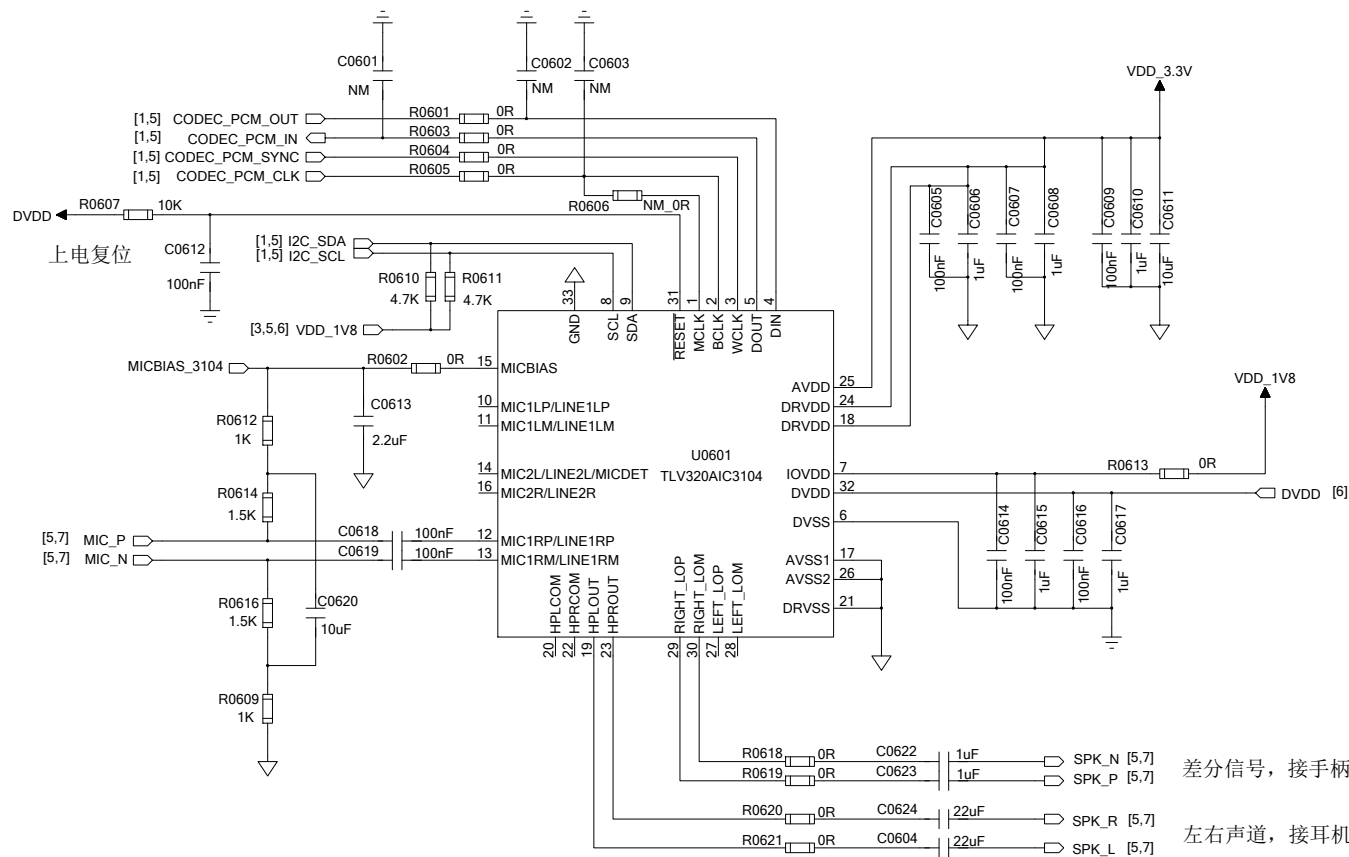 C0601
NM
C0602
NM
C0603
NM
VDD_3.3V
[1,5] CODEC_PCM_OUT
R0601 0R
[1,5] CODEC_PCM_IN
R0603 0R
[1,5] CODEC_PCM_SYNC
R0604 0R
[1,5] CODEC_PCM_CLK
R0605 0R
R0606 NM_0R
DVDD
R0607 10K
上电复位
C0612
100nF
[1,5] I2C_SDA
[1,5] I2C_SCL
R0610
4.7K
R0611
4.7K
[3,5,6] VDD_1V8
C0605
100nF
C0606
1uF
C0607
100nF
C0608
1uF
C0609
100nF
C0610
1uF
C0611
10uF
33 GND
8 SCL
9 SDA
31 RESET
1 MCLK
2 BCLK
3 WCLK
5 DOUT
4 DIN
MICBIAS_3104
R0602 0R
15 MICBIAS
10 MIC1LP/LINE1LP
11 MIC1LM/LINE1LM
14 MIC2L/LINE2L/MICDET
16 MIC2R/LINE2R
12 MIC1RP/LINE1RP
13 MIC1RM/LINE1RM
U0601
TLV320AIC3104
AVDD 25
DRVDD 24
DRVDD 18
IOVDD 7
DVDD 32
DVSS 6
AVSS1 17
AVSS2 26
DRVSS 21
VDD_1V8
R0613 0R
DVDD [6]
C0614
100nF
C0615
1uF
C0616
100nF
C0617
1uF
R0612
1K
C0613
2.2uF
R0614
1.5K
[5,7] MIC_P
C0618 100nF
[5,7] MIC_N
C0619 100nF
R0616
1.5K
C0620
10uF
R0609
1K
HPLCOM 20
HPRCOM 22
HPLOUT 19
HPROUT 23
RIGHT_LOP 29
RIGHT_LOM 30
LEFT_LOP 27
LEFT_LOM 28
R0618 0R C0622 1uF SPK_N [5,7]
R0619 0R C0623 1uF SPK_P [5,7]
差分信号，接手柄
R0620 0R C0624 22uF SPK_R [5,7]
R0621 0R C0604 22uF SPK_L [5,7]
左右声道，接耳机